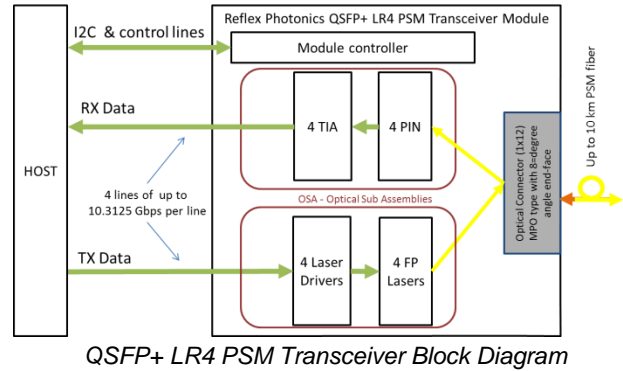 Reflex Photonics QSFP+ LR4 PSM Transceiver Module
I2C & control lines
Module controller
RX Data
4 TIA
4 PIN
HOST
4 lines of up to
10.3125 Gbps per line
OSA - Optical Sub Assemblies
TX Data
4 Laser
Drivers
4 FP
Lasers
Optical Connector (1x12)
MPO type with 8=degree
angle end-face
Up to 10 km PSM fiber
QSFP+ LR4 PSM Transceiver Block Diagram